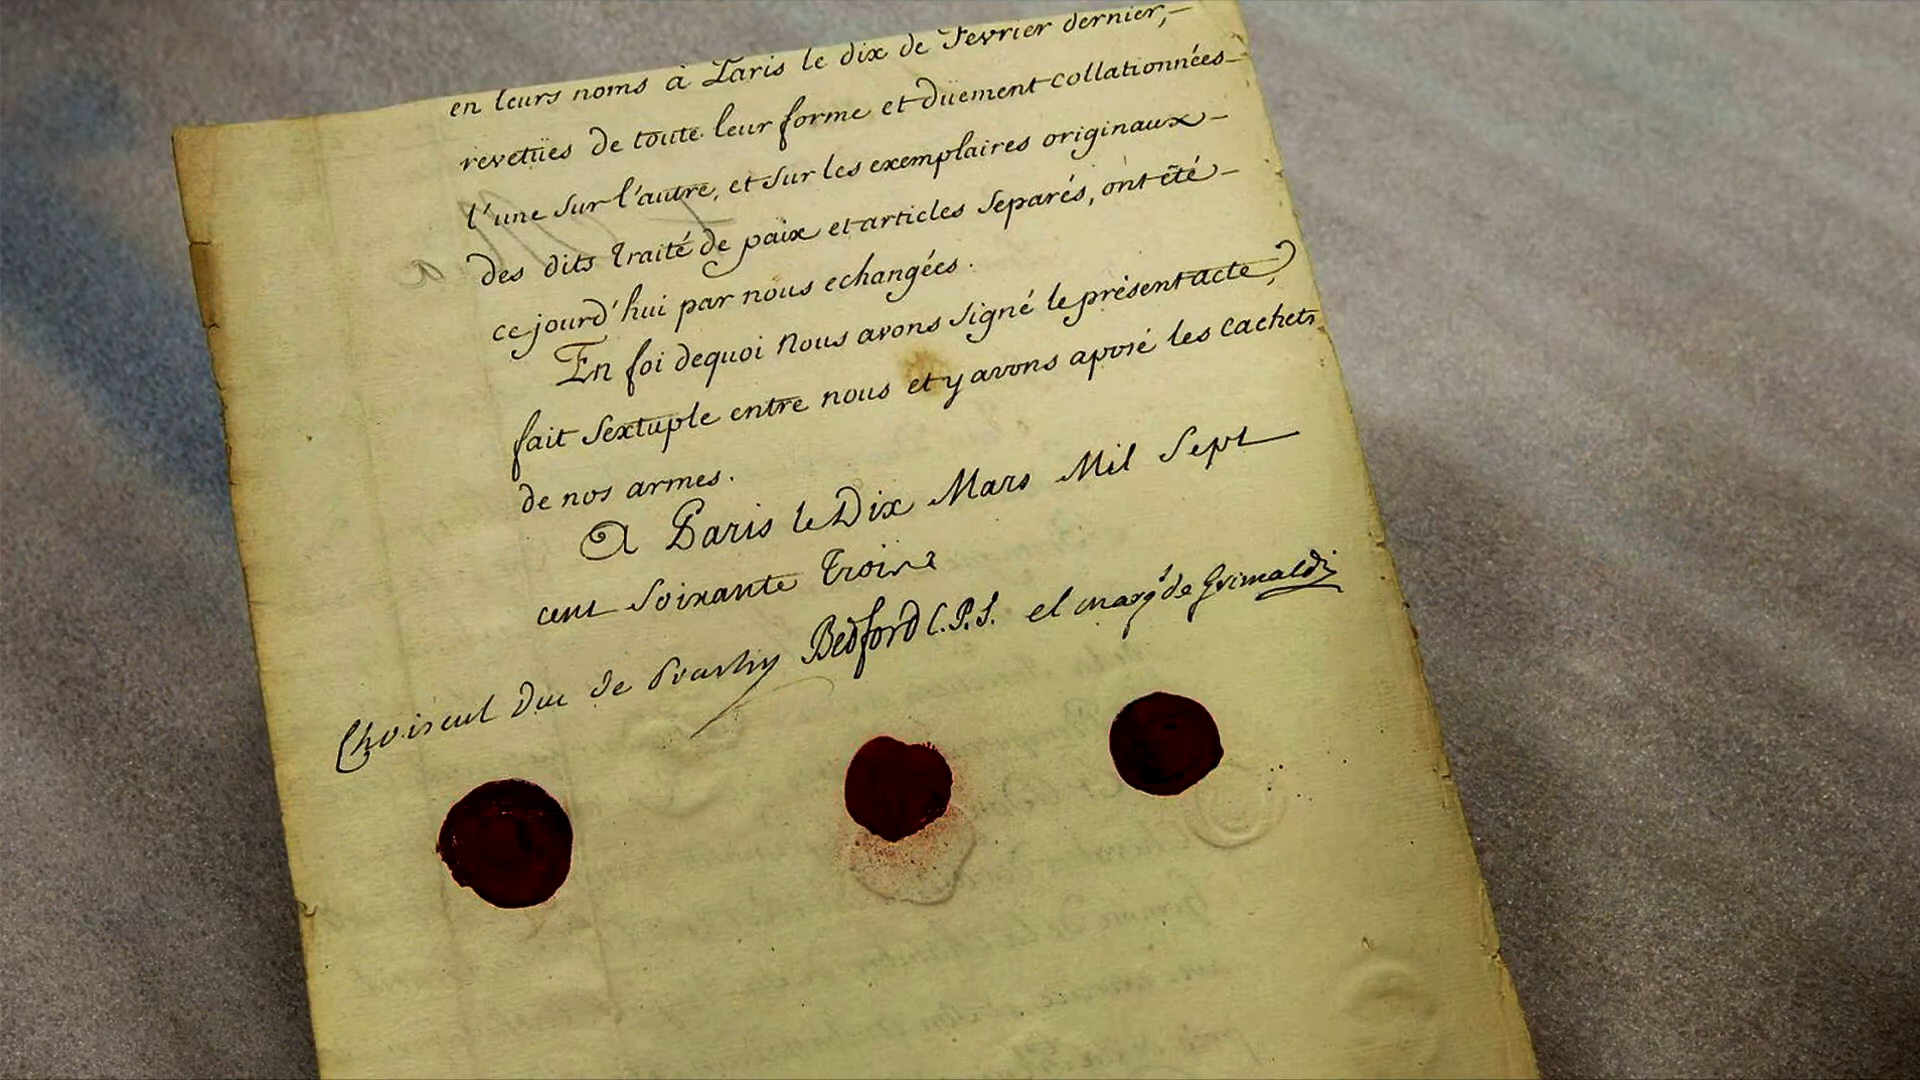 en leurs noms à Paris le dix de Fevrier dernier,
revetües de toute leur forme et düement collationnées
l'une sur l'autre, et sur les exemplaires originaux
des dits traité de paix et articles separés, ont été
ce jourd'hui par nous echangées.
En foi dequoi Nous avons signé le présent acte,
fait sextuple entre nous et y avons aposé les cachets
de nos armes.
A Paris le Dix Mars Mil Sept
cent Soixante Trois
Choiseul Duc de Praslin Bedford C.P.S. el marq.s de Grimaldi